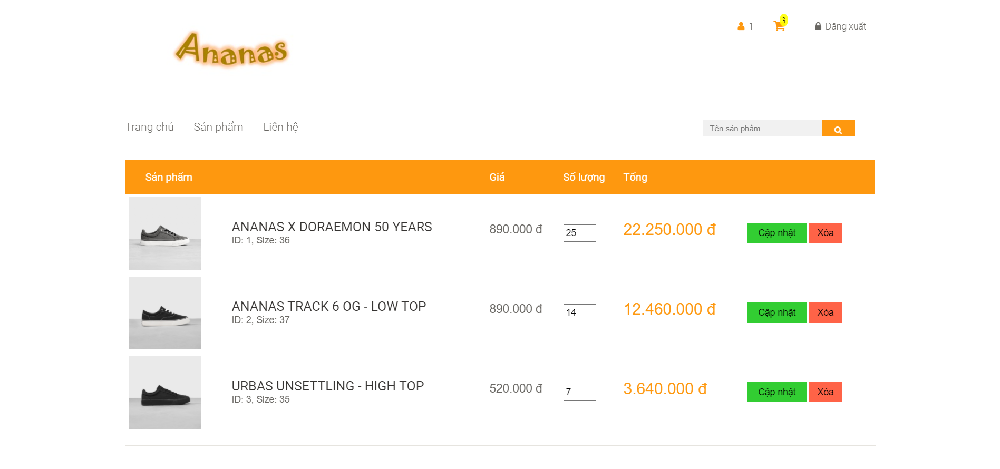 1
3
Đăng xuất
Ananas
Trang chủ
Sản phẩm
Liên hệ
Tên sản phẩm...
Sản phẩm
Giá
Số lượng
Tổng
ANANAS X DORAEMON 50 YEARS
ID: 1, Size: 36
890.000 đ
25
22.250.000 đ
Cập nhật
Xóa
ANANAS TRACK 6 OG - LOW TOP
ID: 2, Size: 37
890.000 đ
14
12.460.000 đ
Cập nhật
Xóa
URBAS UNSETTLING - HIGH TOP
ID: 3, Size: 35
520.000 đ
7
3.640.000 đ
Cập nhật
Xóa